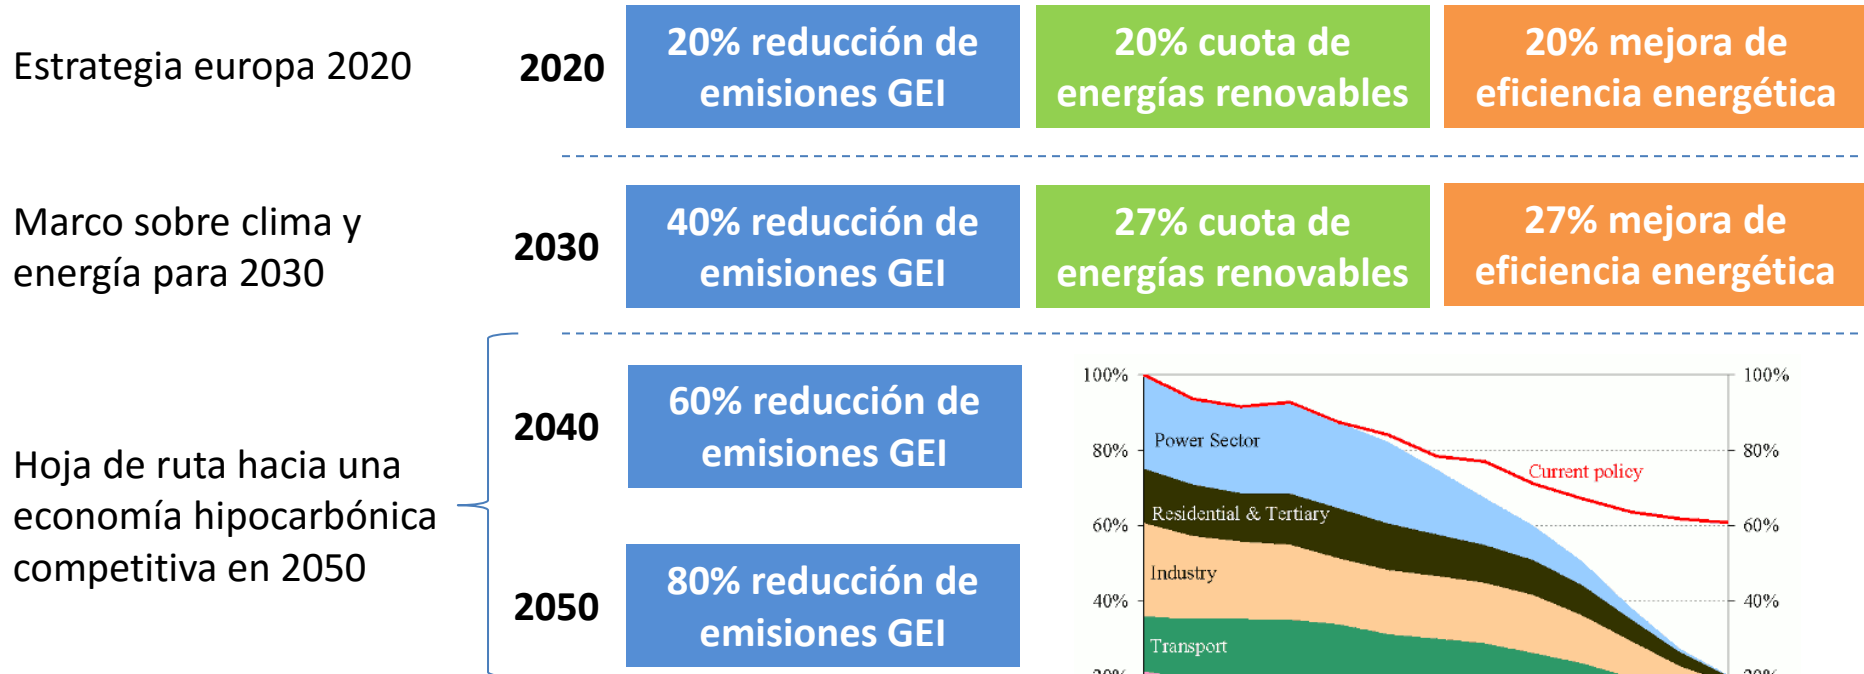 Estrategia europa 2020
2020
20% reducción de
emisiones GEI
20% cuota de
energías renovables
20% mejora de
eficiencia energética
Marco sobre clima y
energía para 2030
2030
40% reducción de
emisiones GEI
27% cuota de
energías renovables
27% mejora de
eficiencia energética
Hoja de ruta hacia una
economía hipocarbónica
competitiva en 2050
2040
60% reducción de
emisiones GEI
2050
80% reducción de
emisiones GEI
100%
100%
Power Sector
80%
80%
Current policy
Residential & Tertiary
60%
60%
Industry
40%
40%
Transport
20%
20%